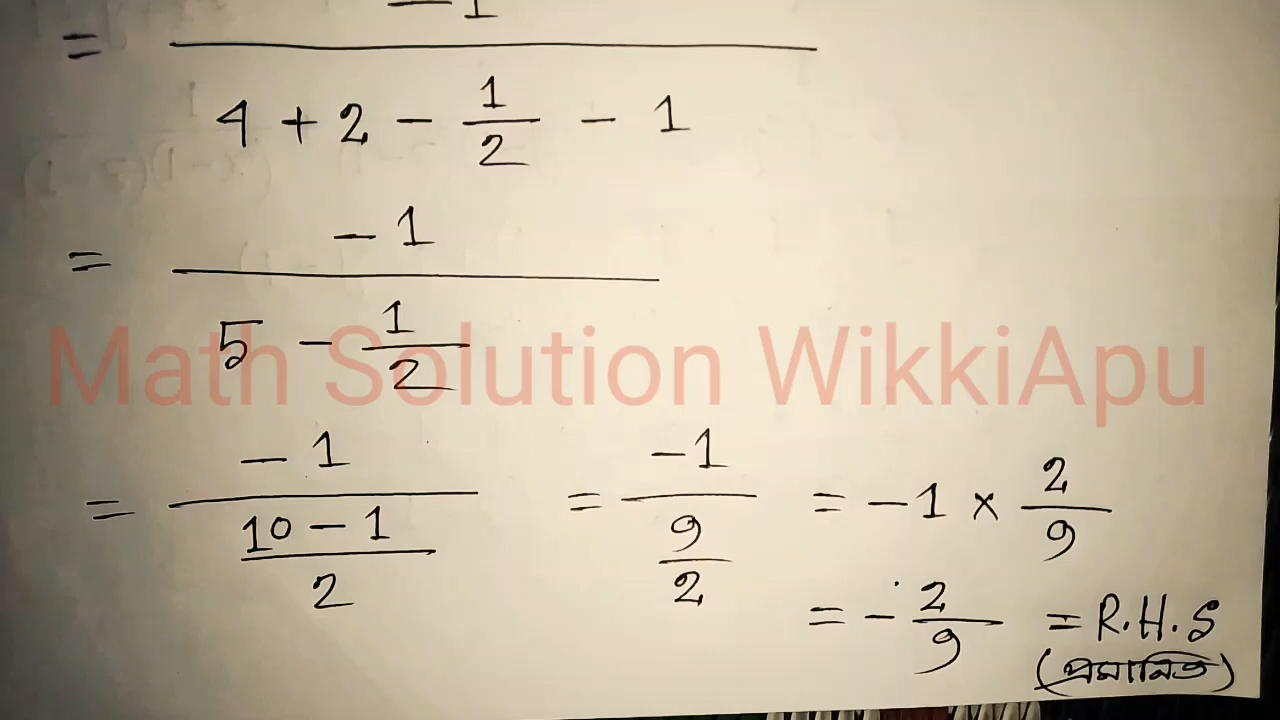 = -1 / (4 + 2 - 1/2 - 1)
= -1 / (5 - 1/2)
Math Solution WikkiApu
= -1 / ((10 - 1)/2) = -1 / (9/2) = -1 × 2/9
= - 2/9 = R.H.S
(প্রমানিত)